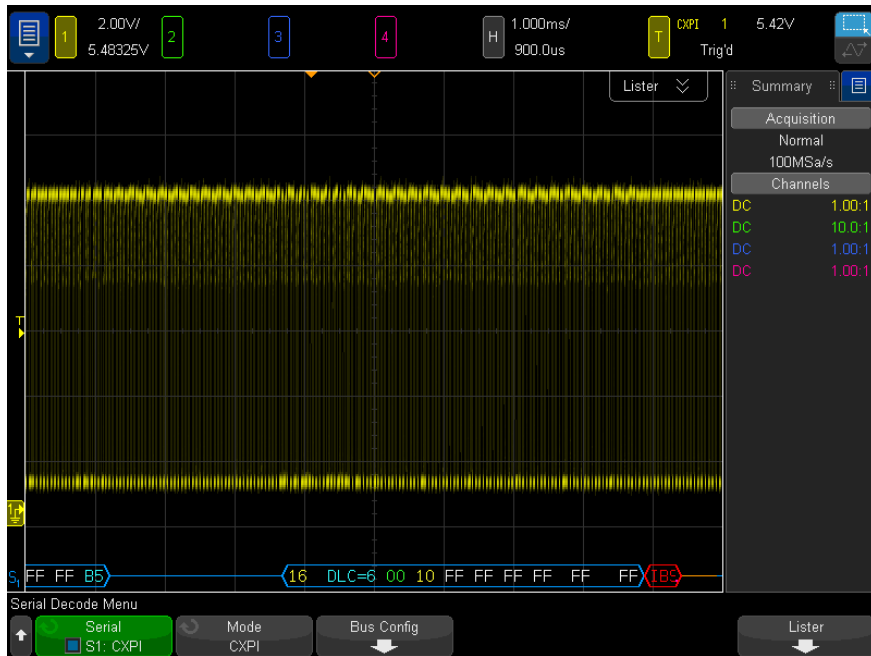 1 2.00V/ 5.48325V 2 3 4 H 1.000ms/ 900.0us T CXPI 1 5.42V Trig'd
Lister
Summary
Acquisition
Normal
100MSa/s
Channels
DC 1.00:1
DC 10.0:1
DC 1.00:1
DC 1.00:1
T
1
S1 FF FF B5 16 DLC=6 00 10 FF FF FF FF FF FF IBS
Serial Decode Menu
Serial
S1: CXPI
Mode
CXPI
Bus Config
Lister